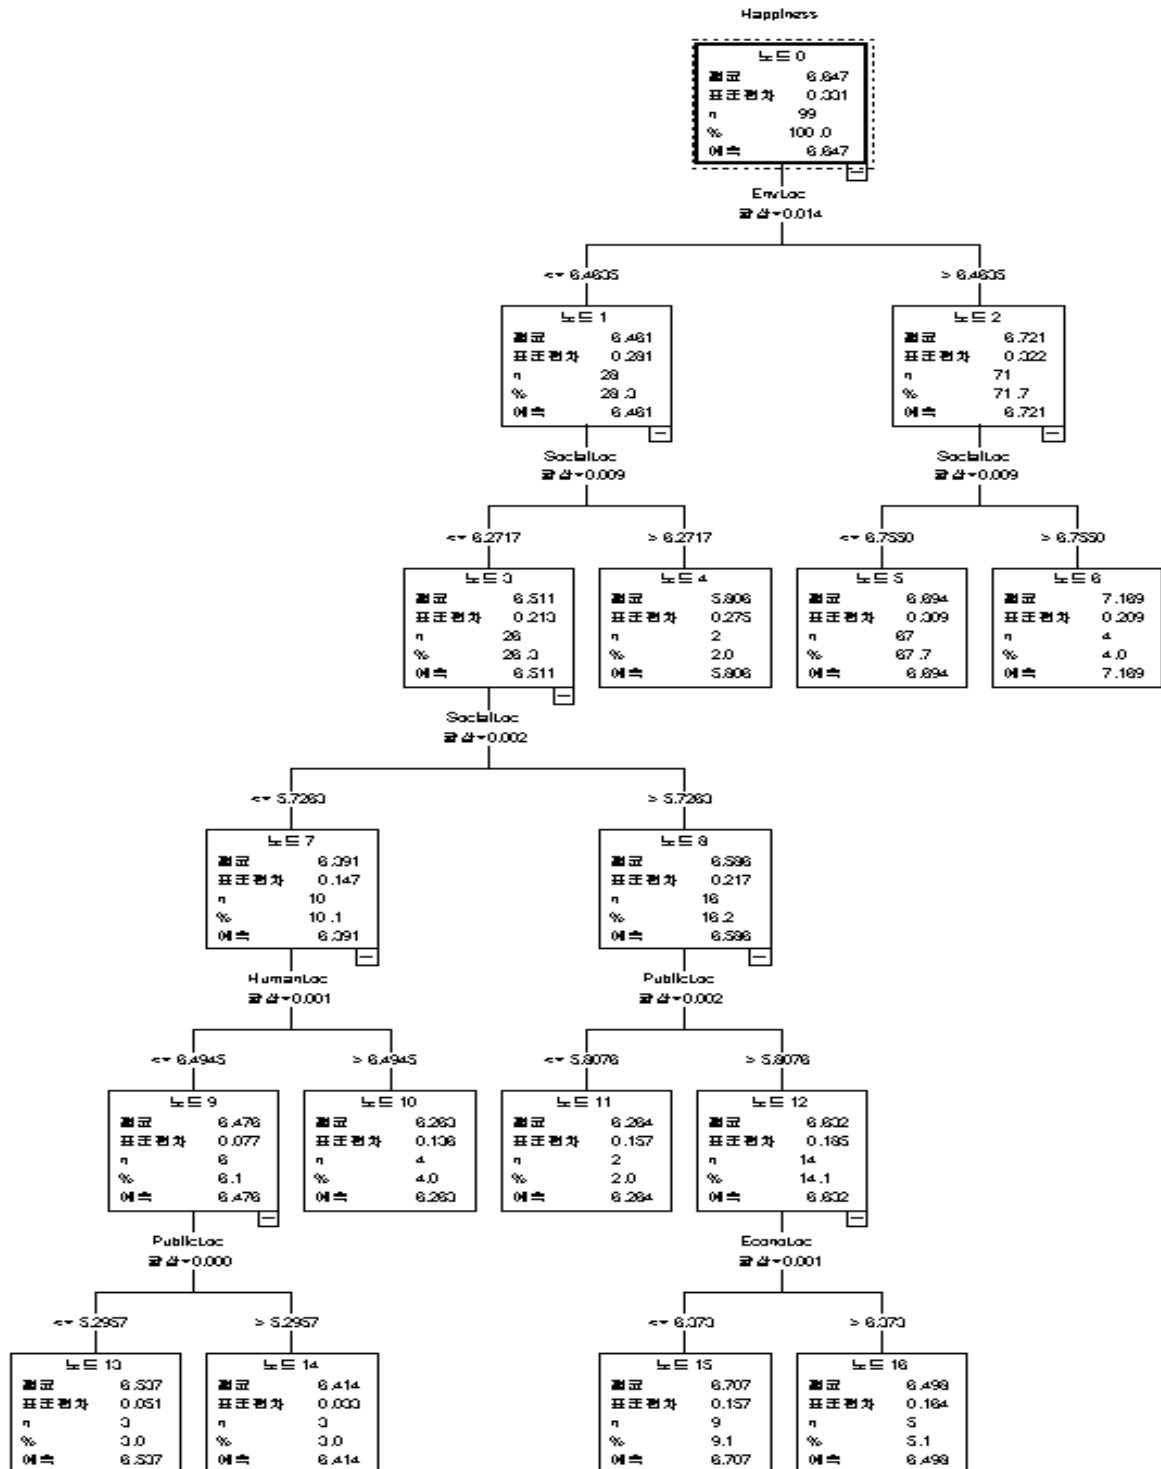 Happiness
노드 0
평균 6.647
표준편차 0.331
n 99
% 100.0
예측 6.647
EnvLoc
향상=0.014
<= 6.4635
> 6.4635
노드 1
평균 6.461
표준편차 0.281
n 28
% 28.3
예측 6.461
노드 2
평균 6.721
표준편차 0.322
n 71
% 71.7
예측 6.721
SocialLoc
향상=0.009
SocialLoc
향상=0.009
<= 6.2717
> 6.2717
<= 6.7550
> 6.7550
노드 3
평균 6.511
표준편차 0.213
n 26
% 26.3
예측 6.511
노드 4
평균 5.806
표준편차 0.275
n 2
% 2.0
예측 5.806
노드 5
평균 6.694
표준편차 0.309
n 67
% 67.7
예측 6.694
노드 6
평균 7.169
표준편차 0.209
n 4
% 4.0
예측 7.169
SocialLoc
향상=0.002
<= 5.7263
> 5.7263
노드 7
평균 6.391
표준편차 0.147
n 10
% 10.1
예측 6.391
노드 8
평균 6.586
표준편차 0.217
n 16
% 16.2
예측 6.586
HumanLoc
향상=0.001
PublicLoc
향상=0.002
<= 6.4945
> 6.4945
<= 5.8076
> 5.8076
노드 9
평균 6.476
표준편차 0.077
n 6
% 6.1
예측 6.476
노드 10
평균 6.263
표준편차 0.136
n 4
% 4.0
예측 6.263
노드 11
평균 6.264
표준편차 0.157
n 2
% 2.0
예측 6.264
노드 12
평균 6.632
표준편차 0.185
n 14
% 14.1
예측 6.632
PublicLoc
향상=0.000
EconoLoc
향상=0.001
<= 5.2957
> 5.2957
<= 6.373
> 6.373
노드 13
평균 6.537
표준편차 0.051
n 3
% 3.0
예측 6.537
노드 14
평균 6.414
표준편차 0.033
n 3
% 3.0
예측 6.414
노드 15
평균 6.707
표준편차 0.157
n 9
% 9.1
예측 6.707
노드 16
평균 6.498
표준편차 0.164
n 5
% 5.1
예측 6.498